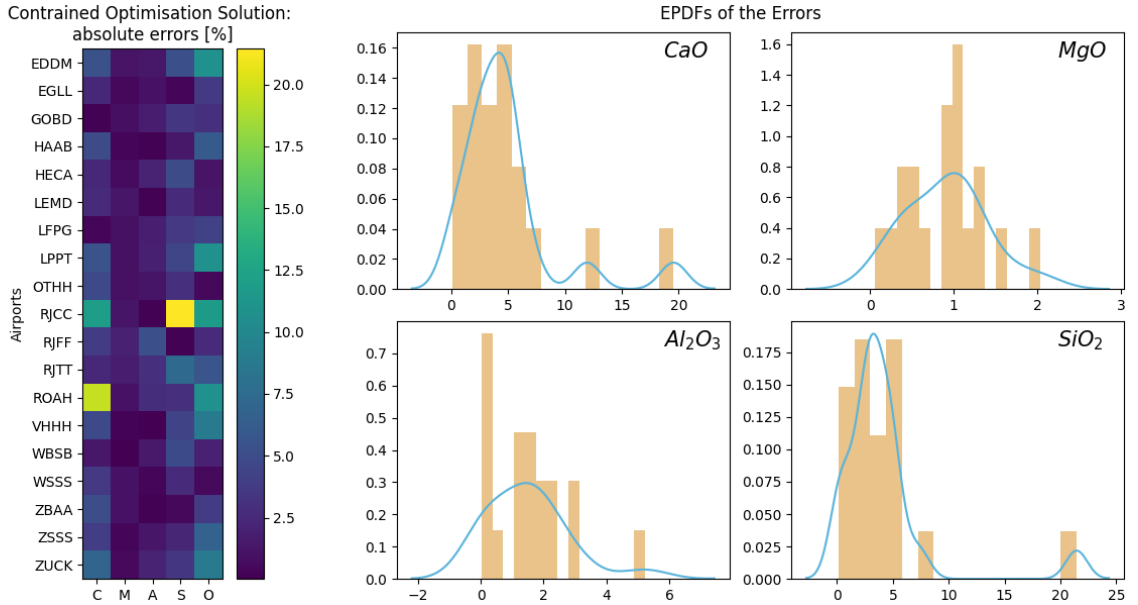 Contrained Optimisation Solution:
absolute errors [%]
EPDFs of the Errors
Airports
EDDM
EGLL
GOBD
HAAB
HECA
LEMD
LFPG
LPPT
OTHH
RJCC
RJFF
RJTT
ROAH
VHHH
WBSB
WSSS
ZBAA
ZSSS
ZUCK
C M A S O
20.0
17.5
15.0
12.5
10.0
7.5
5.0
2.5
CaO
0.16
0.14
0.12
0.10
0.08
0.06
0.04
0.02
0.00
0 5 10 15 20
MgO
1.6
1.4
1.2
1.0
0.8
0.6
0.4
0.2
0.0
0 1 2 3
Al₂O₃
0.7
0.6
0.5
0.4
0.3
0.2
0.1
0.0
−2 0 2 4 6
SiO₂
0.175
0.150
0.125
0.100
0.075
0.050
0.025
0.000
0 5 10 15 20 25